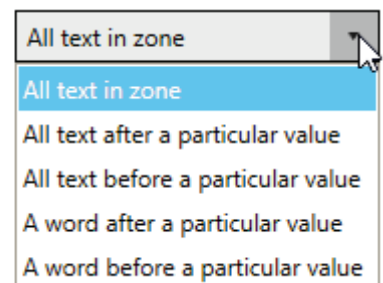 All text in zone
All text in zone
All text after a particular value
All text before a particular value
A word after a particular value
A word before a particular value